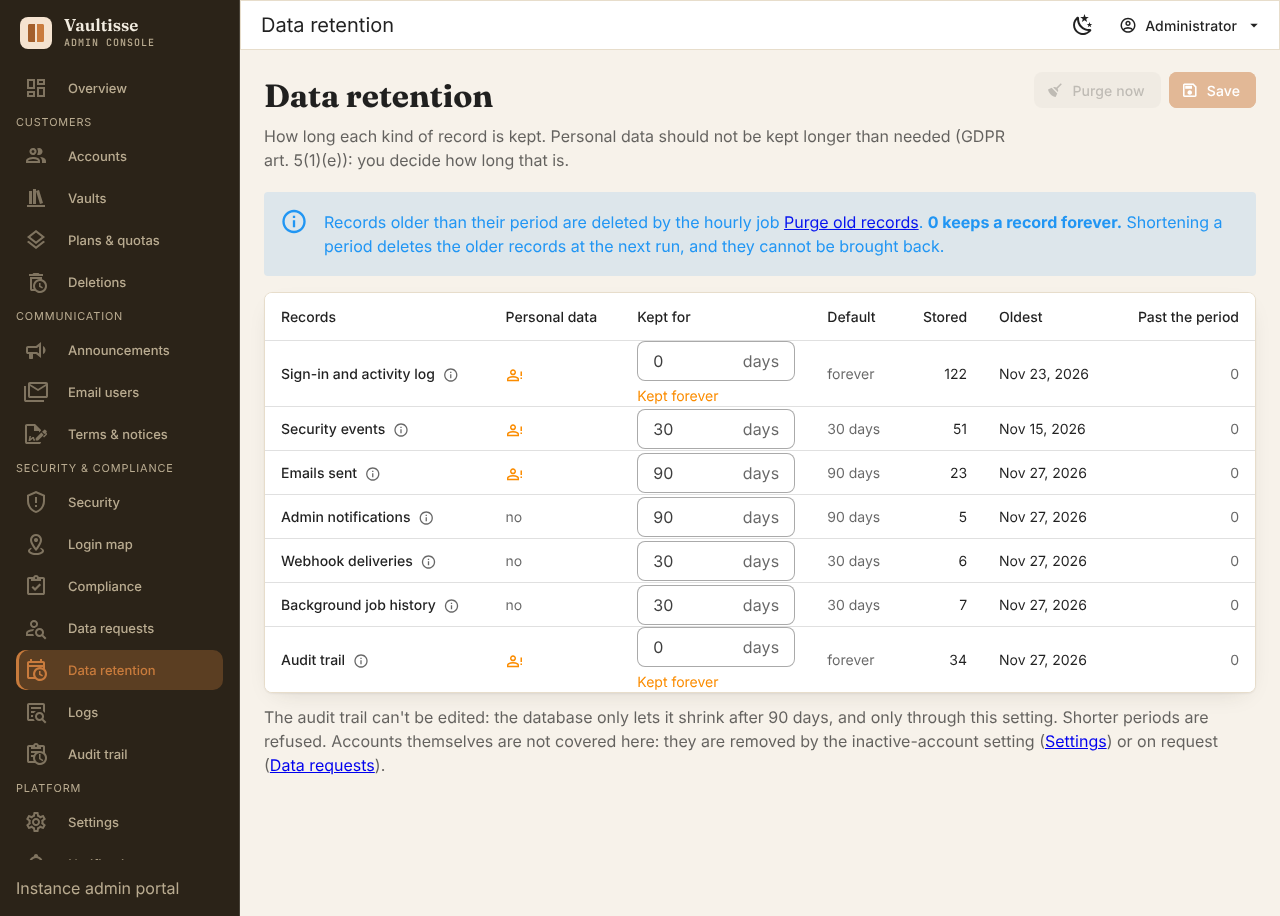 Vaultisse
ADMIN CONSOLE
Overview
CUSTOMERS
Accounts
Vaults
Plans & quotas
Deletions
COMMUNICATION
Announcements
Email users
Terms & notices
SECURITY & COMPLIANCE
Security
Login map
Compliance
Data requests
Data retention
Logs
Audit trail
PLATFORM
Settings
Instance admin portal
Data retention
Administrator
Data retention
Purge now
Save
How long each kind of record is kept. Personal data should not be kept longer than needed (GDPR
art. 5(1)(e)): you decide how long that is.
Records older than their period are deleted by the hourly job Purge old records. 0 keeps a record forever. Shortening a
period deletes the older records at the next run, and they cannot be brought back.
Records Personal data Kept for Default Stored Oldest Past the period
Sign-in and activity log 0 days forever 122 Nov 23, 2026 0
Kept forever
Security events 30 days 30 days 51 Nov 15, 2026 0
Emails sent 90 days 90 days 23 Nov 27, 2026 0
Admin notifications no 90 days 90 days 5 Nov 27, 2026 0
Webhook deliveries no 30 days 30 days 6 Nov 27, 2026 0
Background job history no 30 days 30 days 7 Nov 27, 2026 0
Audit trail 0 days forever 34 Nov 27, 2026 0
Kept forever
The audit trail can't be edited: the database only lets it shrink after 90 days, and only through this setting. Shorter periods are
refused. Accounts themselves are not covered here: they are removed by the inactive-account setting (Settings) or on request
(Data requests).